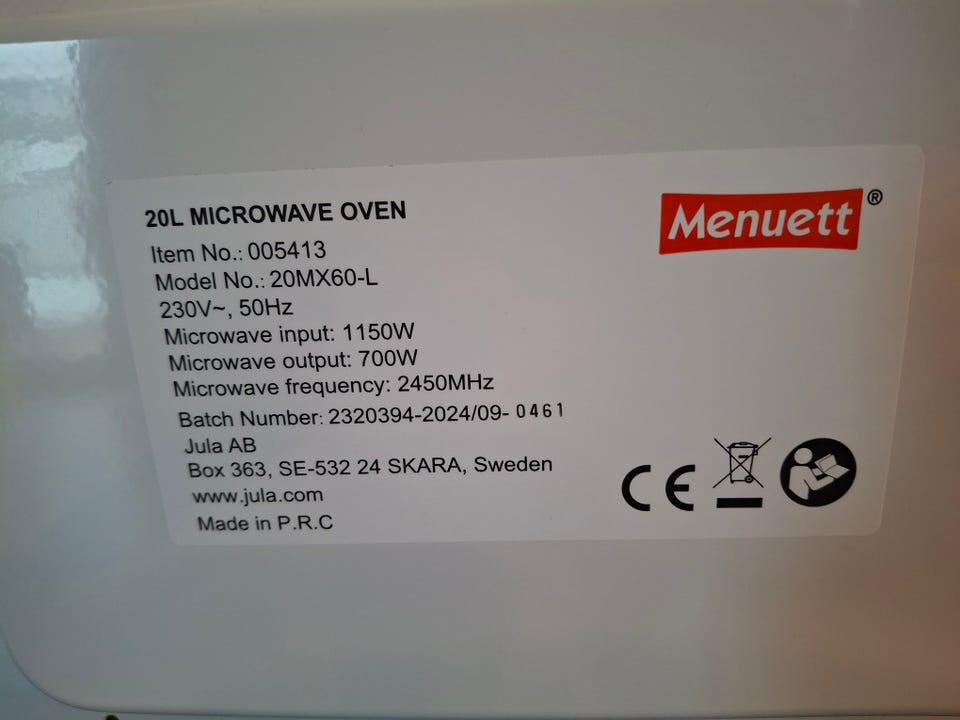 20L MICROWAVE OVEN
Menuett®
Item No.: 005413
Model No.: 20MX60-L
230V~, 50Hz
Microwave input: 1150W
Microwave output: 700W
Microwave frequency: 2450MHz
Batch Number: 2320394-2024/09- 0461
Jula AB
Box 363, SE-532 24 SKARA, Sweden
www.jula.com
Made in P.R.C
CE